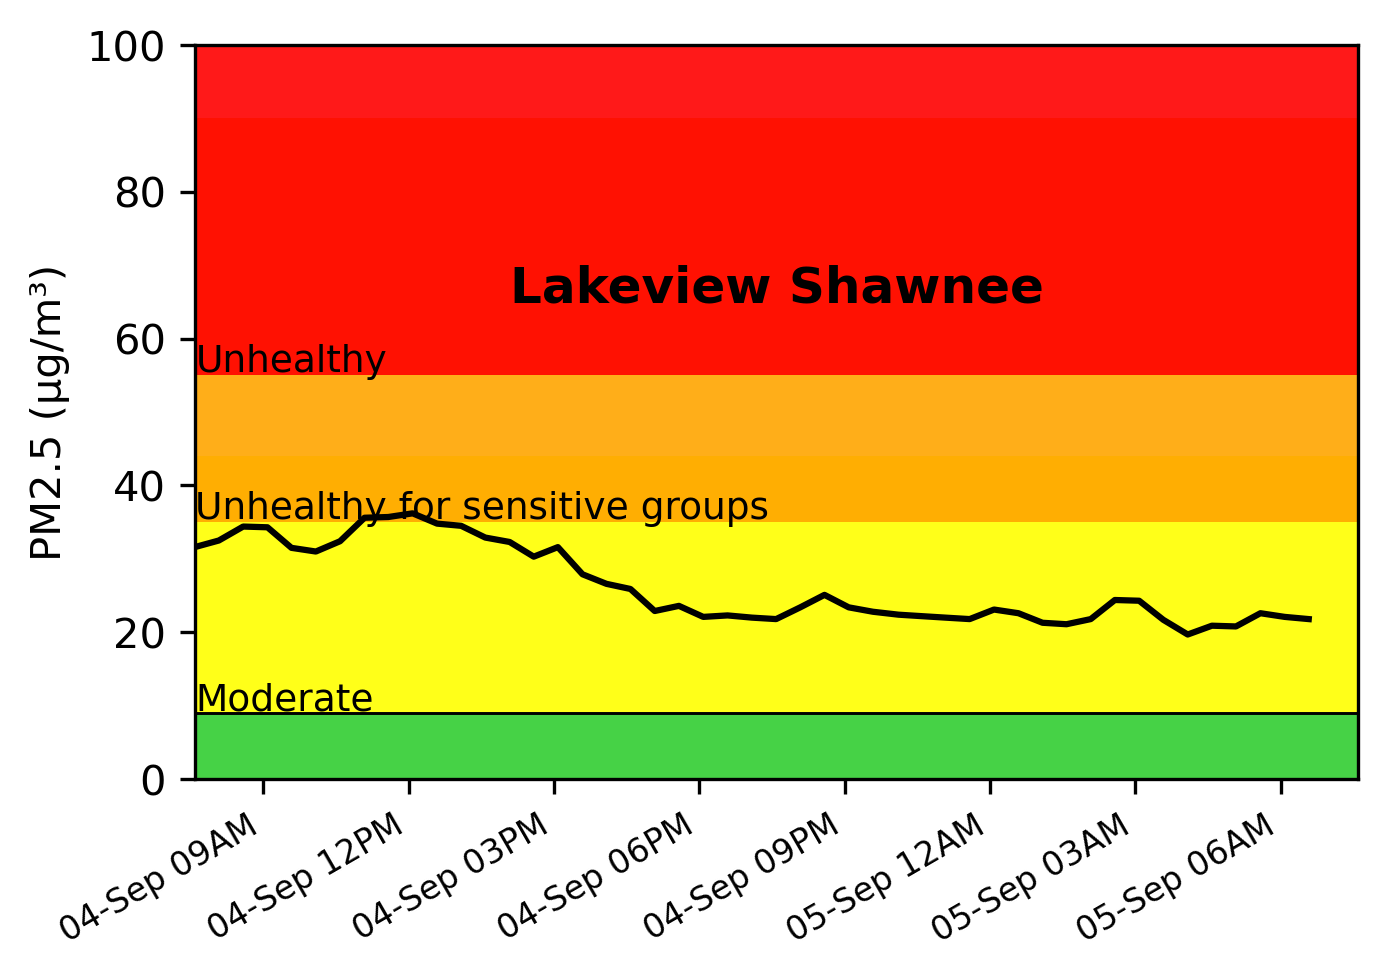 100
80
60
40
20
0
PM2.5 (µg/m³)
Lakeview Shawnee
Unhealthy
Unhealthy for sensitive groups
Moderate
04-Sep 09AM
04-Sep 12PM
04-Sep 03PM
04-Sep 06PM
04-Sep 09PM
05-Sep 12AM
05-Sep 03AM
05-Sep 06AM